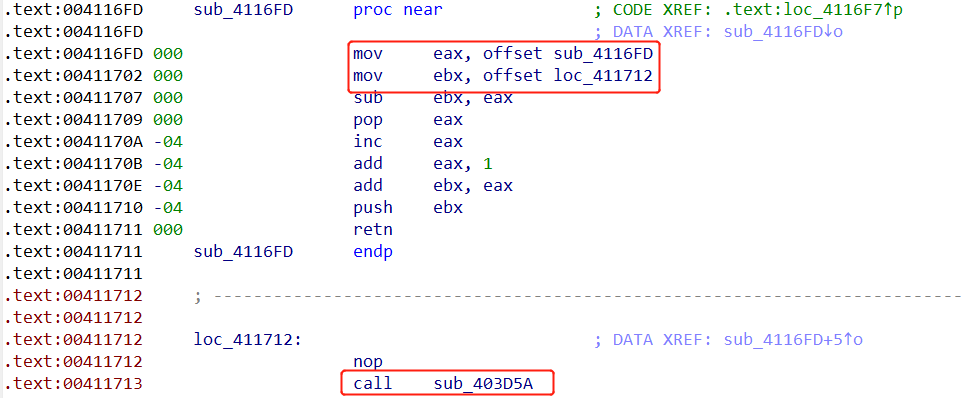 .text:004116FD sub_4116FD proc near ; CODE XREF: .text:loc_4116F7↑p
.text:004116FD ; DATA XREF: sub_4116FD↓o
.text:004116FD 000 mov eax, offset sub_4116FD
.text:00411702 000 mov ebx, offset loc_411712
.text:00411707 000 sub ebx, eax
.text:00411709 000 pop eax
.text:0041170A -04 inc eax
.text:0041170B -04 add eax, 1
.text:0041170E -04 add ebx, eax
.text:00411710 -04 push ebx
.text:00411711 000 retn
.text:00411711 sub_4116FD endp
.text:00411711
.text:00411712 ; ---------------------------------------------------------------------------
.text:00411712
.text:00411712 loc_411712: ; DATA XREF: sub_4116FD+5↑o
.text:00411712 nop
.text:00411713 call sub_403D5A